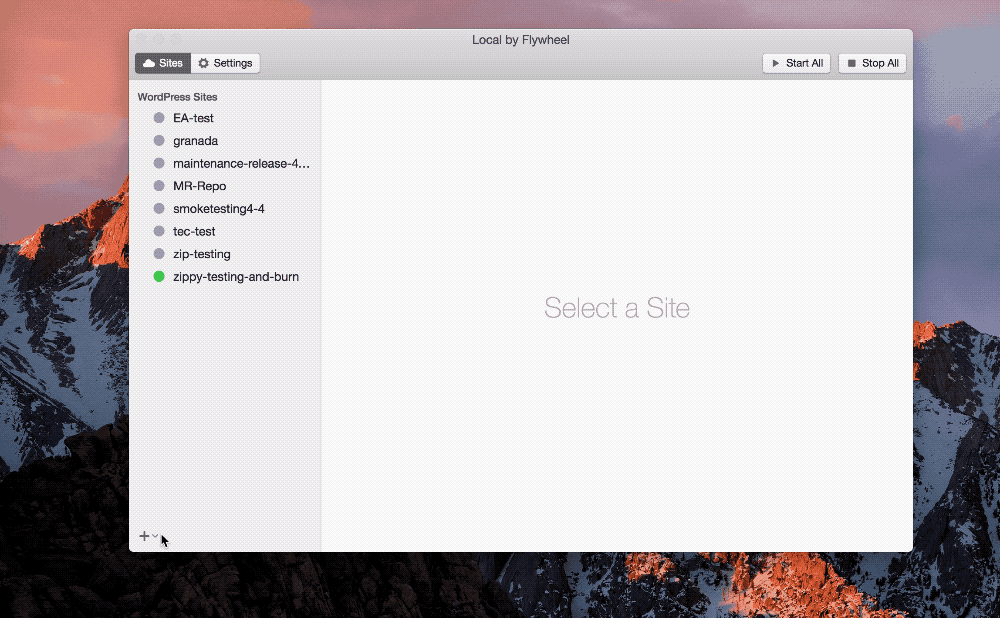 Local by Flywheel
Sites
Settings
Start All
Stop All
WordPress Sites
EA-test
granada
maintenance-release-4...
MR-Repo
smoketesting4-4
tec-test
zip-testing
zippy-testing-and-burn
Select a Site